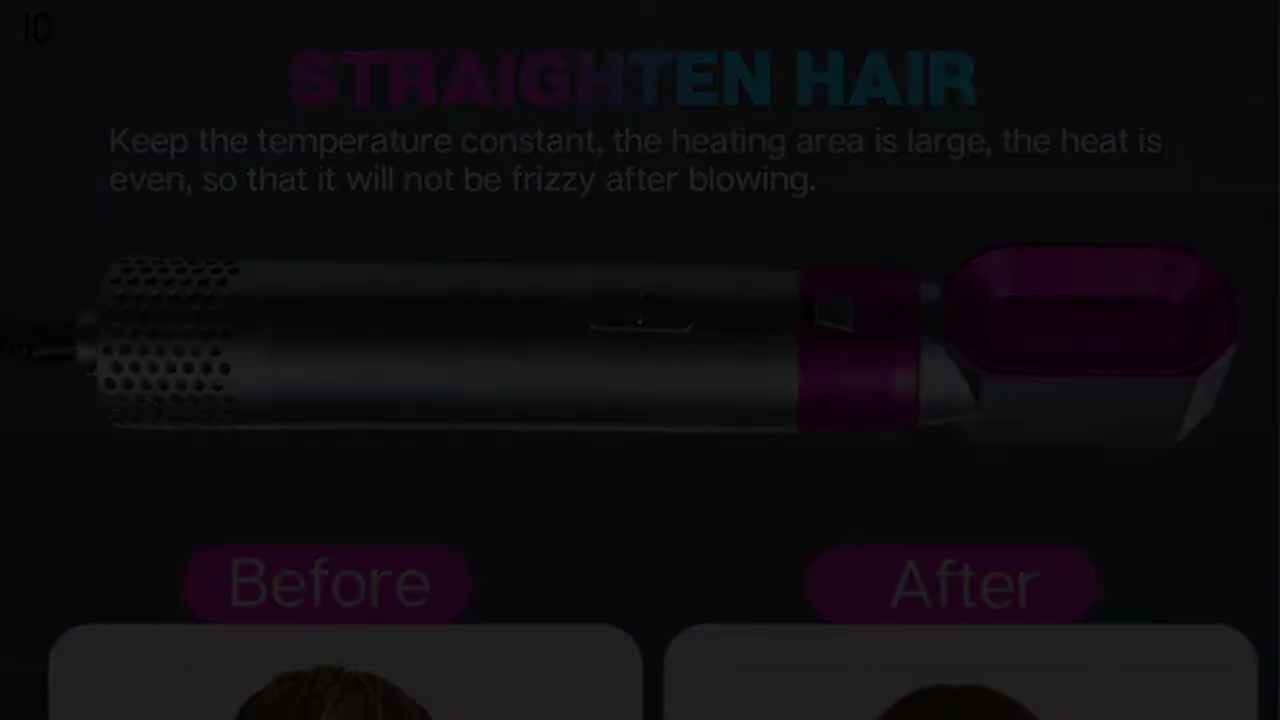 10
STRAIGHTEN HAIR
Keep the temperature constant, the heating area is large, the heat is
even, so that it will not be frizzy after blowing.
Before
After